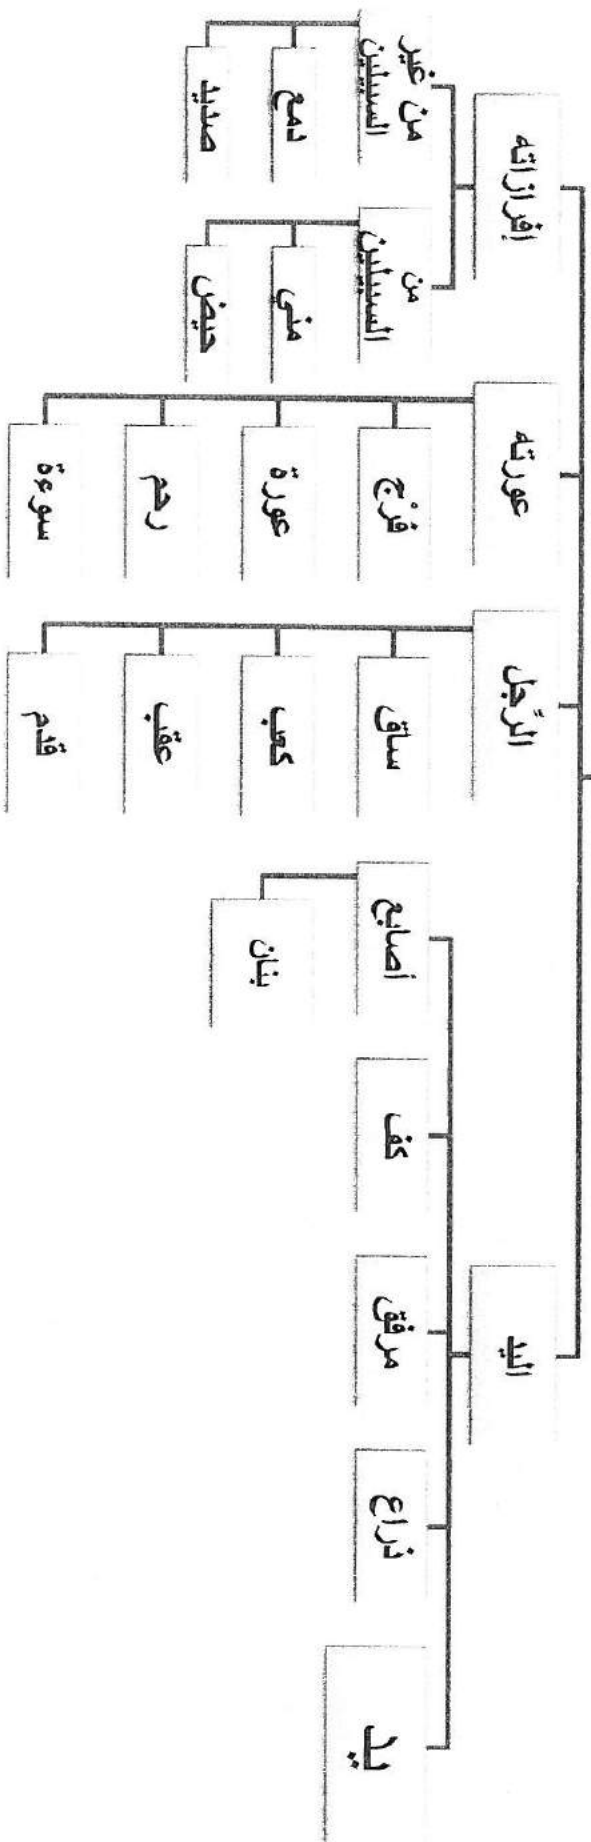 إفرازاته
عورته
الرِّجل
اليد
من غير
السبيلين
من
السبيلين
دمع
صديد
مني
حيض
فرْج
عورة
رحم
سوءة
ساق
كعب
عقب
قدم
أصابع
كف
مرفق
ذراع
يد
بنان